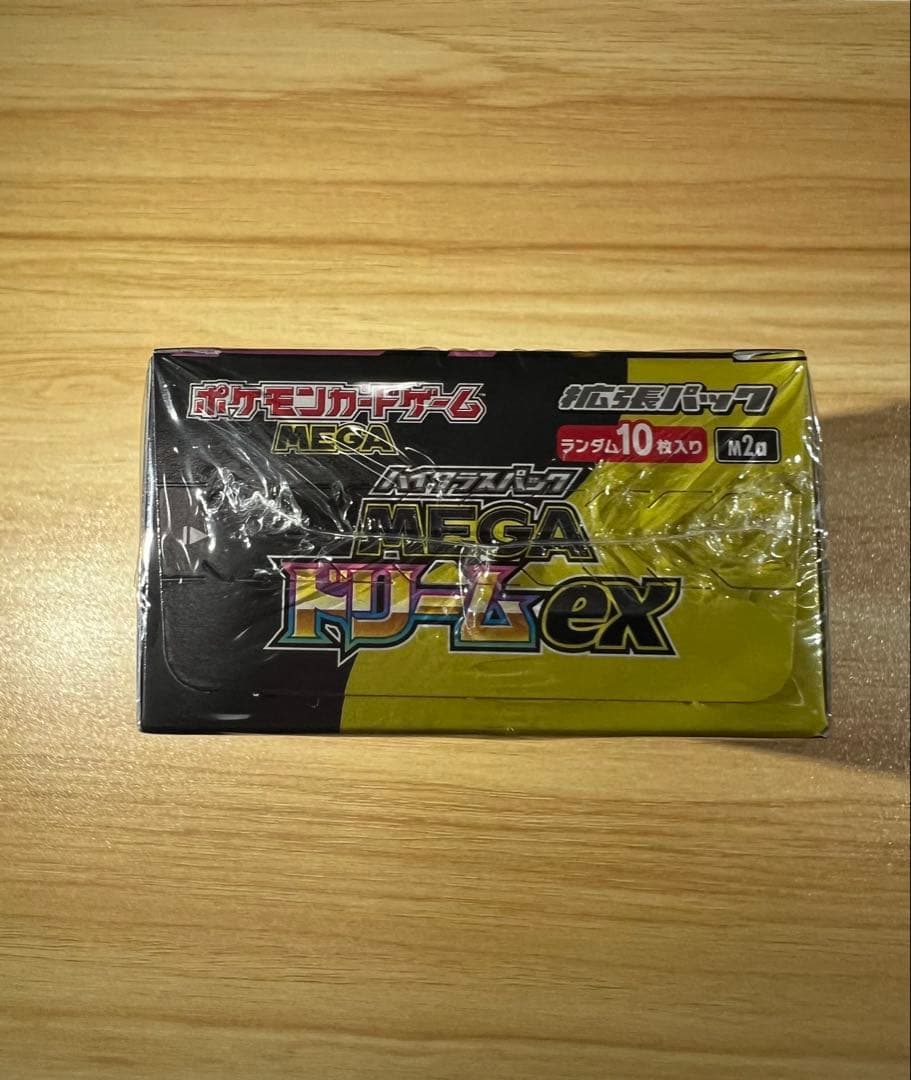 ポケモンカードゲーム
MEGA
拡張パック
ランダム10枚入り M2a
ハイクラスパック
MEGA
ドリームex